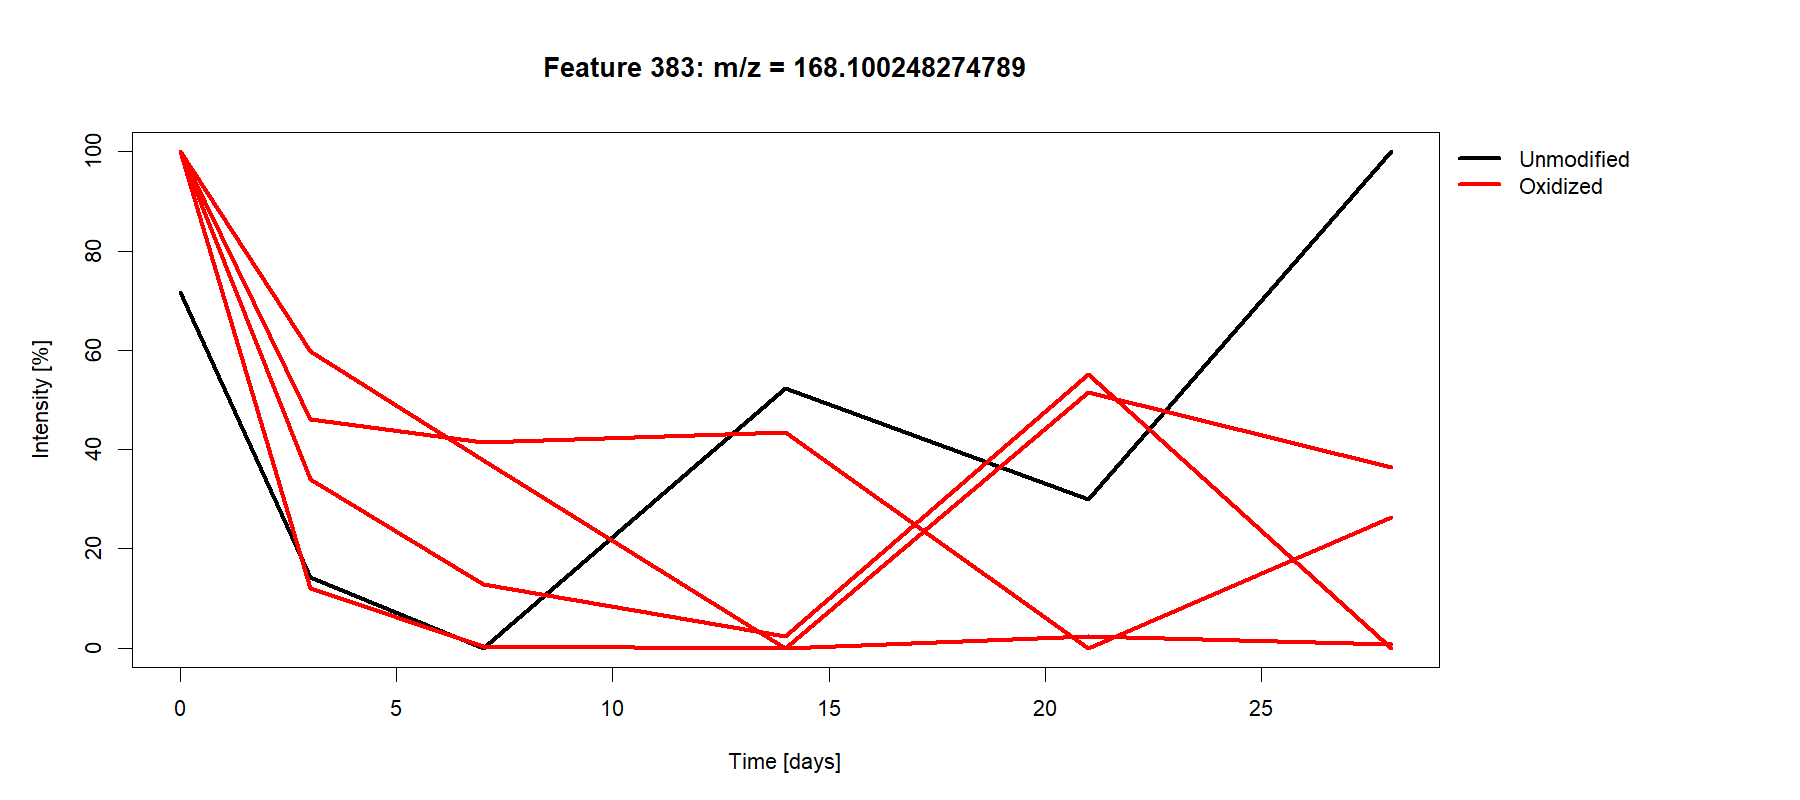 Feature 383: m/z = 168.100248274789
Unmodified
Oxidized
Intensity [%]
100
80
60
40
20
0
0 5 10 15 20 25
Time [days]